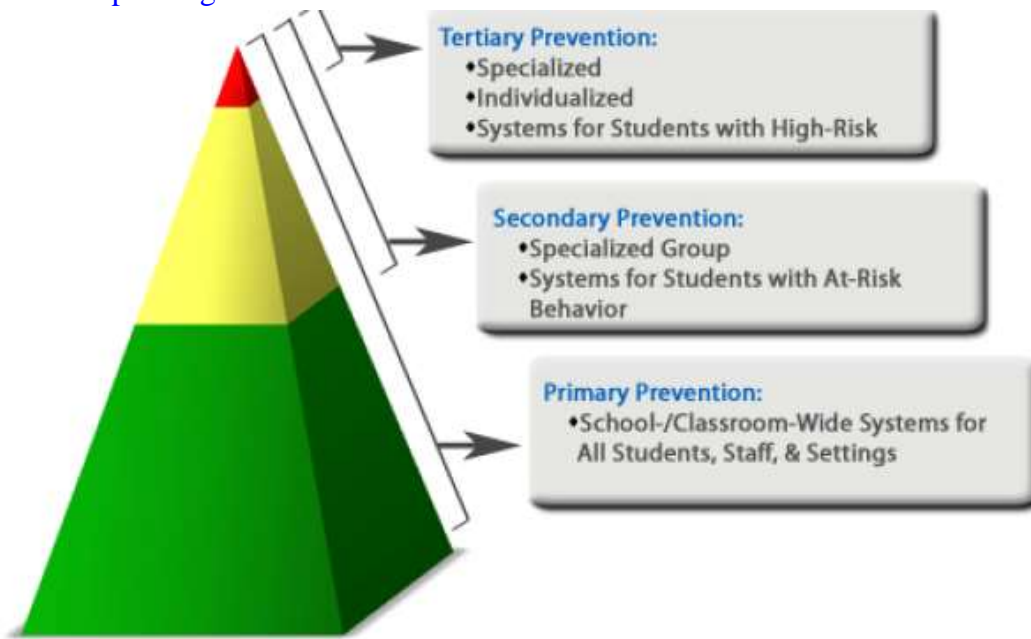 Tertiary Prevention:
♦Specialized
♦Individualized
♦Systems for Students with High-Risk
Secondary Prevention:
♦Specialized Group
♦Systems for Students with At-Risk
Behavior
Primary Prevention:
♦School-/Classroom-Wide Systems for
All Students, Staff, & Settings